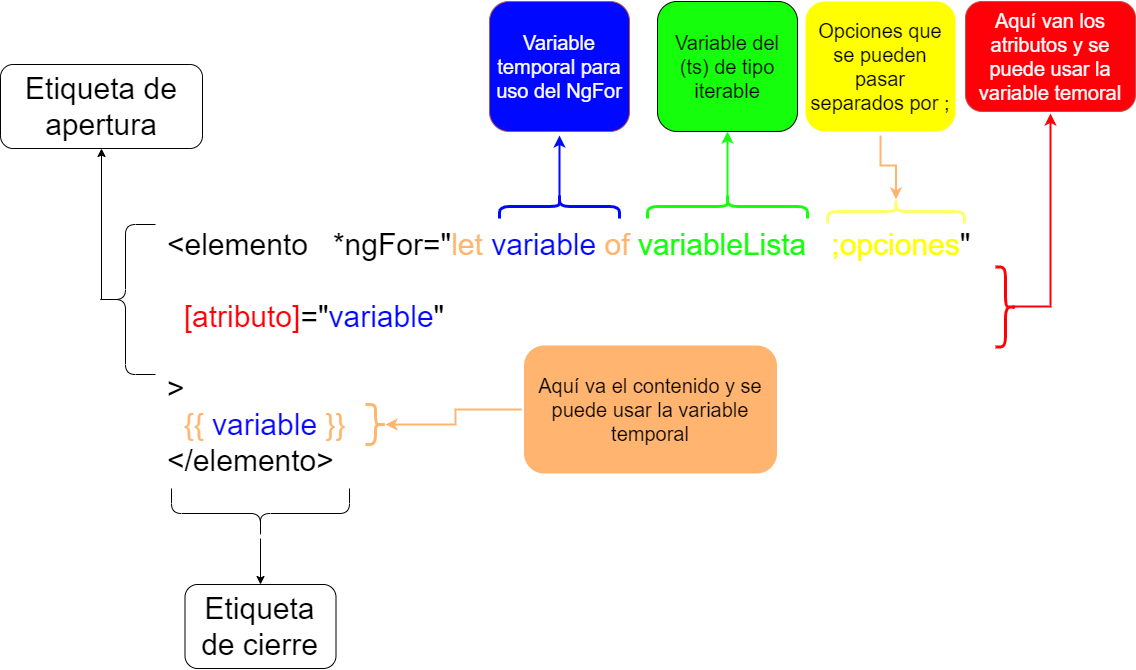 Variable
temporal para
uso del NgFor
Variable del
(ts) de tipo
iterable
Opciones que
se pueden
pasar
separados por ;
Aquí van los
atributos y se
puede usar la
variable temoral
Etiqueta de
apertura
<elemento *ngFor="let variable of variableLista ;opciones"
[atributo]="variable"
>
{{ variable }}
</elemento>
Aquí va el contenido y se
puede usar la variable
temporal
Etiqueta
de cierre